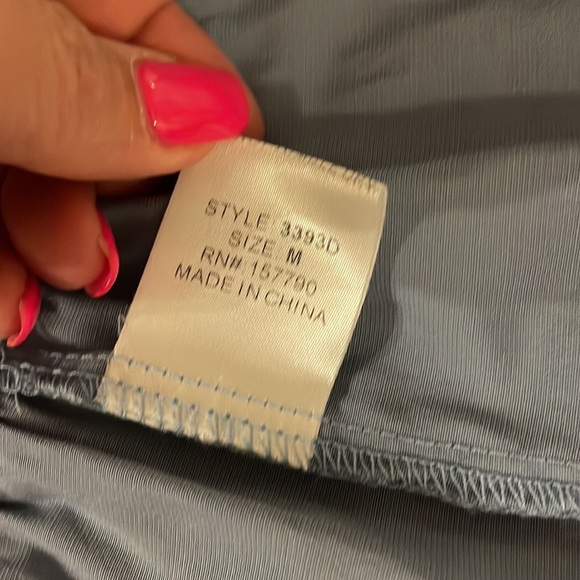 STYLE: 3393D
SIZE: M
RN# 157790
MADE IN CHINA